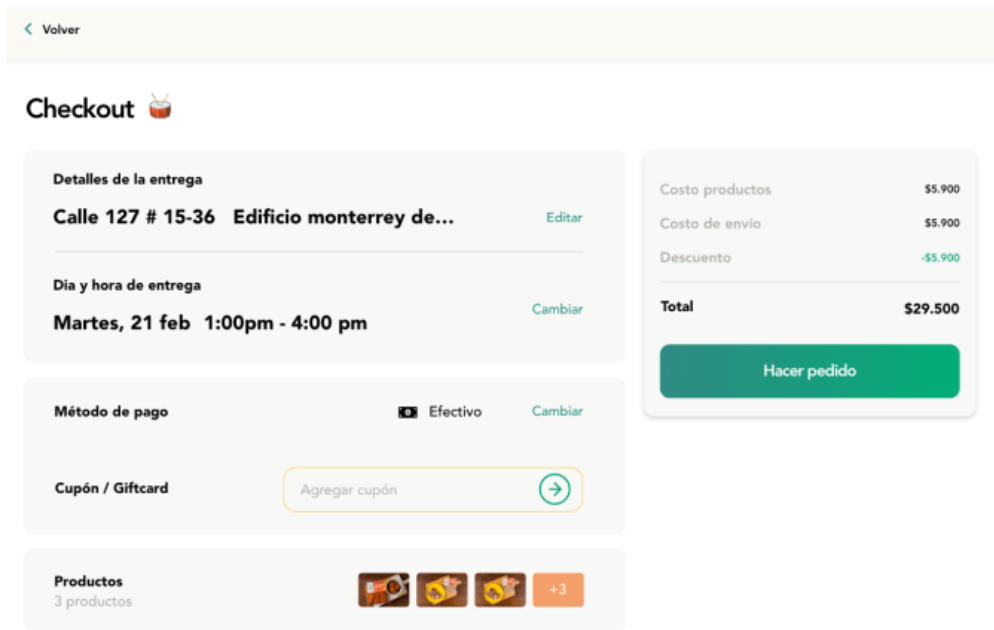 Volver
Checkout
Detalles de la entrega
Calle 127 # 15-36 Edificio monterrey de...
Editar
Dia y hora de entrega
Martes, 21 feb 1:00pm - 4:00 pm
Cambiar
Método de pago
Efectivo
Cambiar
Cupón / Giftcard
Agregar cupón
Productos
3 productos
+3
Costo productos $5.900
Costo de envío $5.900
Descuento -$5.900
Total $29.500
Hacer pedido